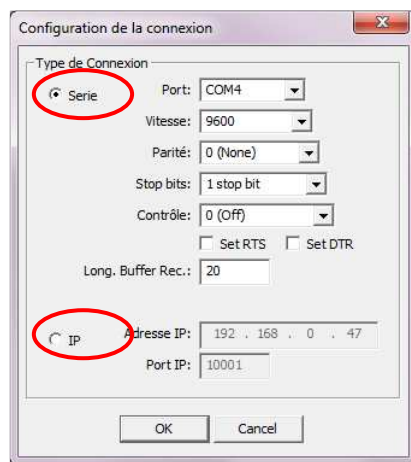 Configuration de la connexion
Type de Connexion
Serie Port: COM4
Vitesse: 9600
Parité: 0 (None)
Stop bits: 1 stop bit
Contrôle: 0 (Off)
Set RTS Set DTR
Long. Buffer Rec.: 20
IP Adresse IP: 192 . 168 . 0 . 47
Port IP: 10001
OK Cancel